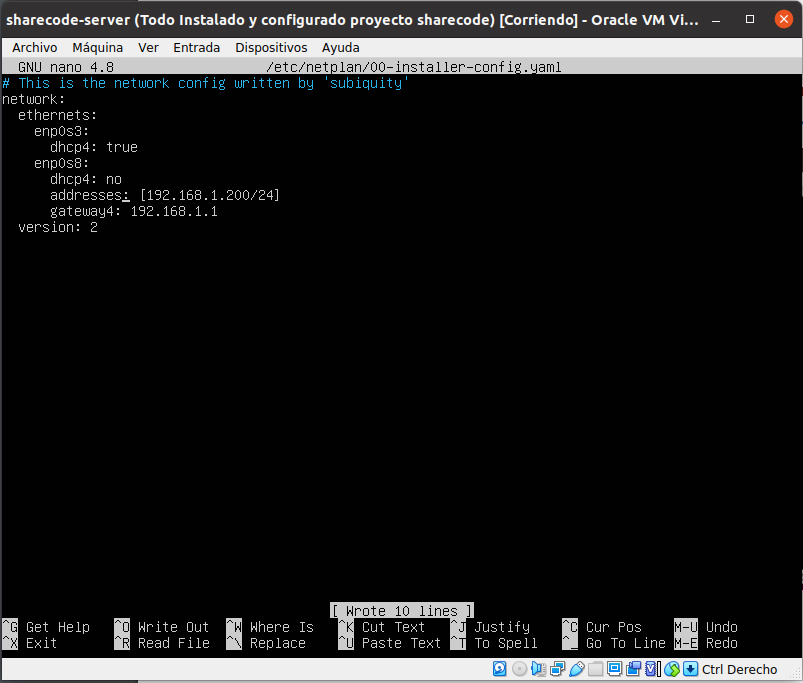 sharecode-server (Todo Instalado y configurado proyecto sharecode) [Corriendo] - Oracle VM Vi...
Archivo Máquina Ver Entrada Dispositivos Ayuda
GNU nano 4.8 /etc/netplan/00-installer-config.yaml
# This is the network config written by 'subiquity'
network:
  ethernets:
    enp0s3:
      dhcp4: true
    enp0s8:
      dhcp4: no
      addresses: [192.168.1.200/24]
      gateway4: 192.168.1.1
  version: 2
[ Wrote 10 lines ]
^G Get Help ^O Write Out ^W Where Is ^K Cut Text ^J Justify ^C Cur Pos M-U Undo
^X Exit ^R Read File ^\ Replace ^U Paste Text ^T To Spell ^_ Go To Line M-E Redo
Ctrl Derecho